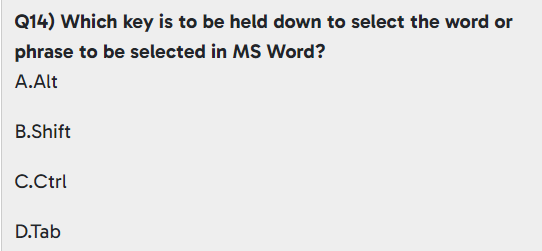 Q14) Which key is to be held down to select the word or
phrase to be selected in MS Word?
A.Alt
B.Shift
C.Ctrl
D.Tab